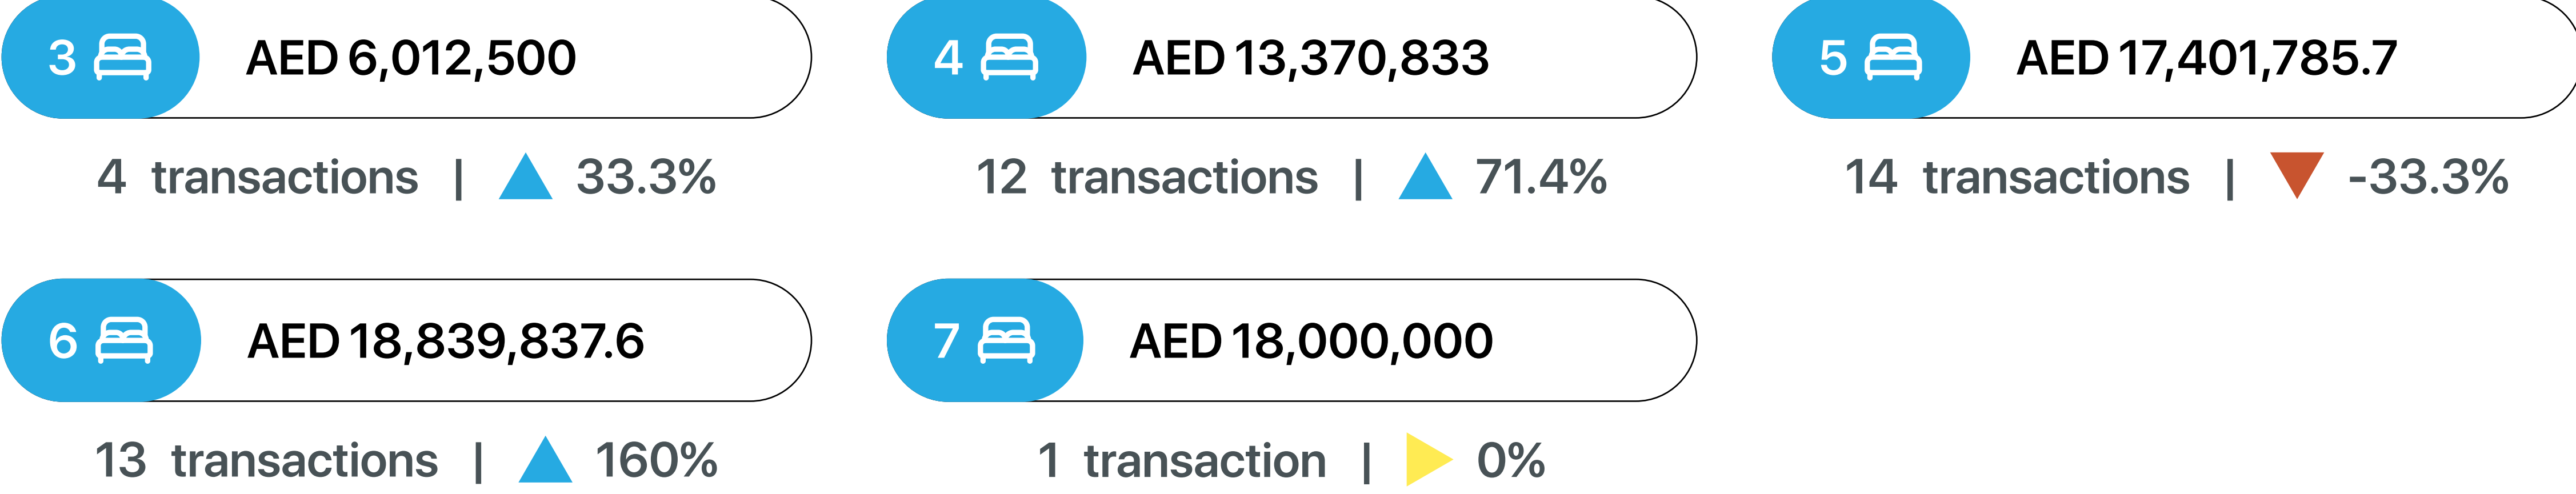 3 AED 6,012,500
4 AED 13,370,833
5 AED 17,401,785.7
4 transactions | 33.3%
12 transactions | 71.4%
14 transactions | -33.3%
6 AED 18,839,837.6
7 AED 18,000,000
13 transactions | 160%
1 transaction | 0%